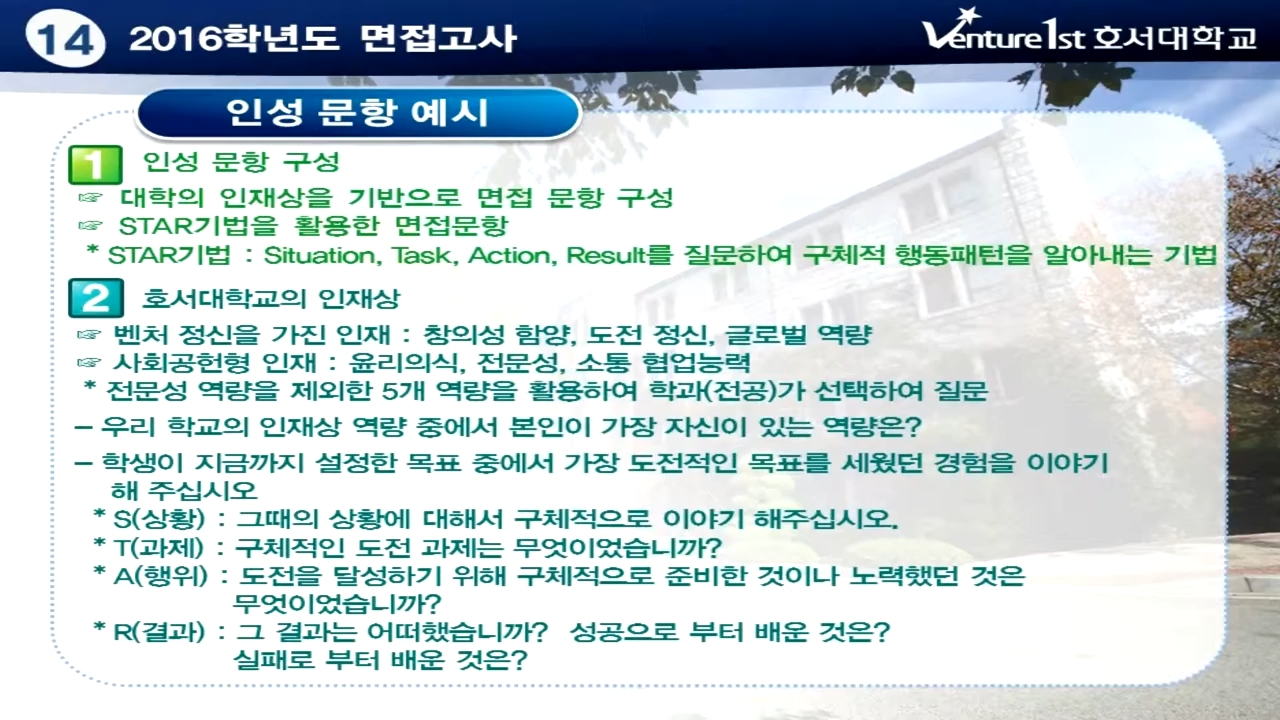 14 2016학년도 면접고사
Venture1st 호서대학교
인성 문항 예시
1 인성 문항 구성
☞ 대학의 인재상을 기반으로 면접 문항 구성
☞ STAR기법을 활용한 면접문항
* STAR기법 : Situation, Task, Action, Result를 질문하여 구체적 행동패턴을 알아내는 기법
2 호서대학교의 인재상
☞ 벤처 정신을 가진 인재 : 창의성 함양, 도전 정신, 글로벌 역량
☞ 사회공헌형 인재 : 윤리의식, 전문성, 소통 협업능력
* 전문성 역량을 제외한 5개 역량을 활용하여 학과(전공)가 선택하여 질문
– 우리 학교의 인재상 역량 중에서 본인이 가장 자신이 있는 역량은?
– 학생이 지금까지 설정한 목표 중에서 가장 도전적인 목표를 세웠던 경험을 이야기
해 주십시오
* S(상황) : 그때의 상황에 대해서 구체적으로 이야기 해주십시오.
* T(과제) : 구체적인 도전 과제는 무엇이었습니까?
* A(행위) : 도전을 달성하기 위해 구체적으로 준비한 것이나 노력했던 것은
무엇이었습니까?
* R(결과) : 그 결과는 어떠했습니까? 성공으로 부터 배운 것은?
실패로 부터 배운 것은?